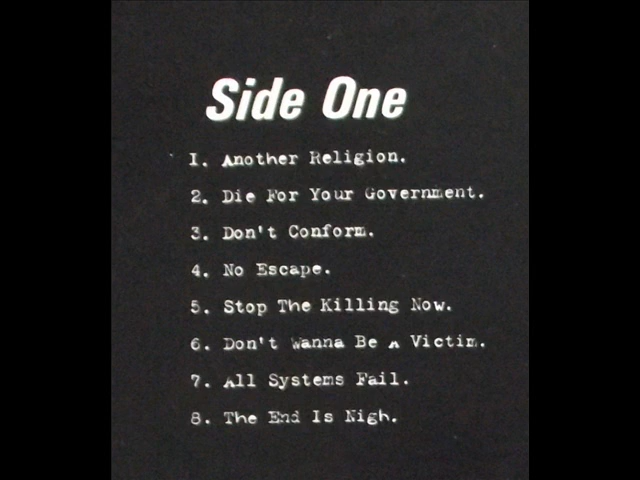 Side One
1. Another Religion.
2. Die For Your Government.
3. Don't Conform.
4. No Escape.
5. Stop The Killing Now.
6. Don't Wanna Be A Victim.
7. All Systems Fail.
8. The End Is Nigh.